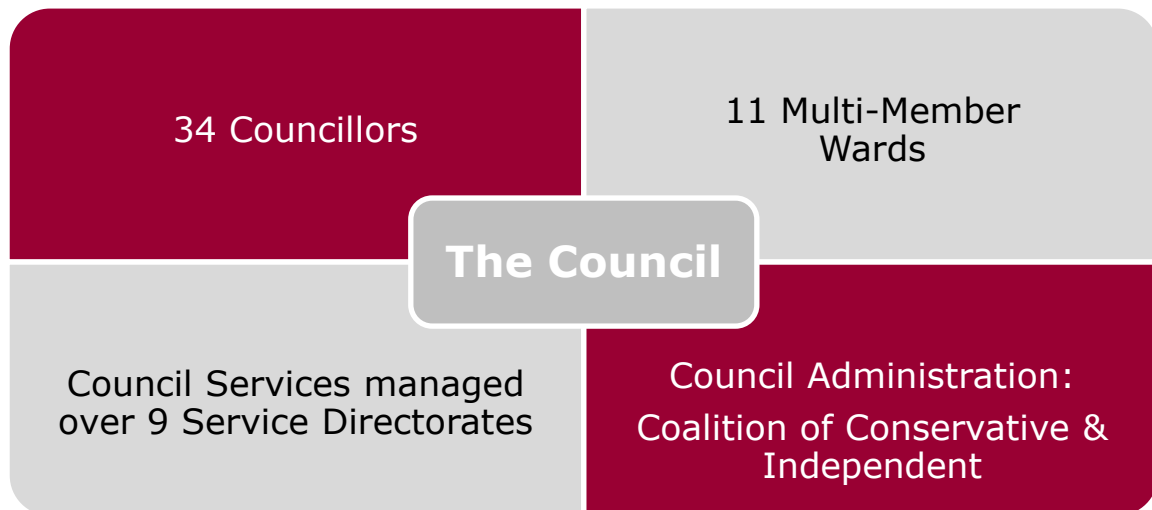 34 Councillors
11 Multi-Member
Wards
The Council
Council Services managed
over 9 Service Directorates
Council Administration:
Coalition of Conservative &
Independent